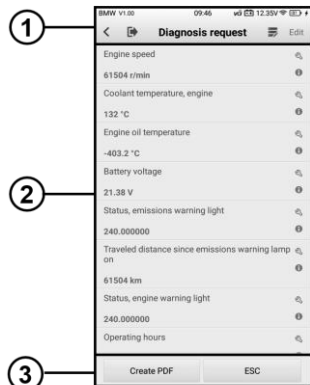 BMW V1.00 09:46 12.35V
Diagnosis request Edit
Engine speed
61504 r/min
Coolant temperature, engine
132 °C
Engine oil temperature
-403.2 °C
Battery voltage
21.38 V
Status, emissions warning light
240.000000
Traveled distance since emissions warning lamp
on
61504 km
Status, engine warning light
240.000000
Operating hours
Create PDF ESC
1
2
3